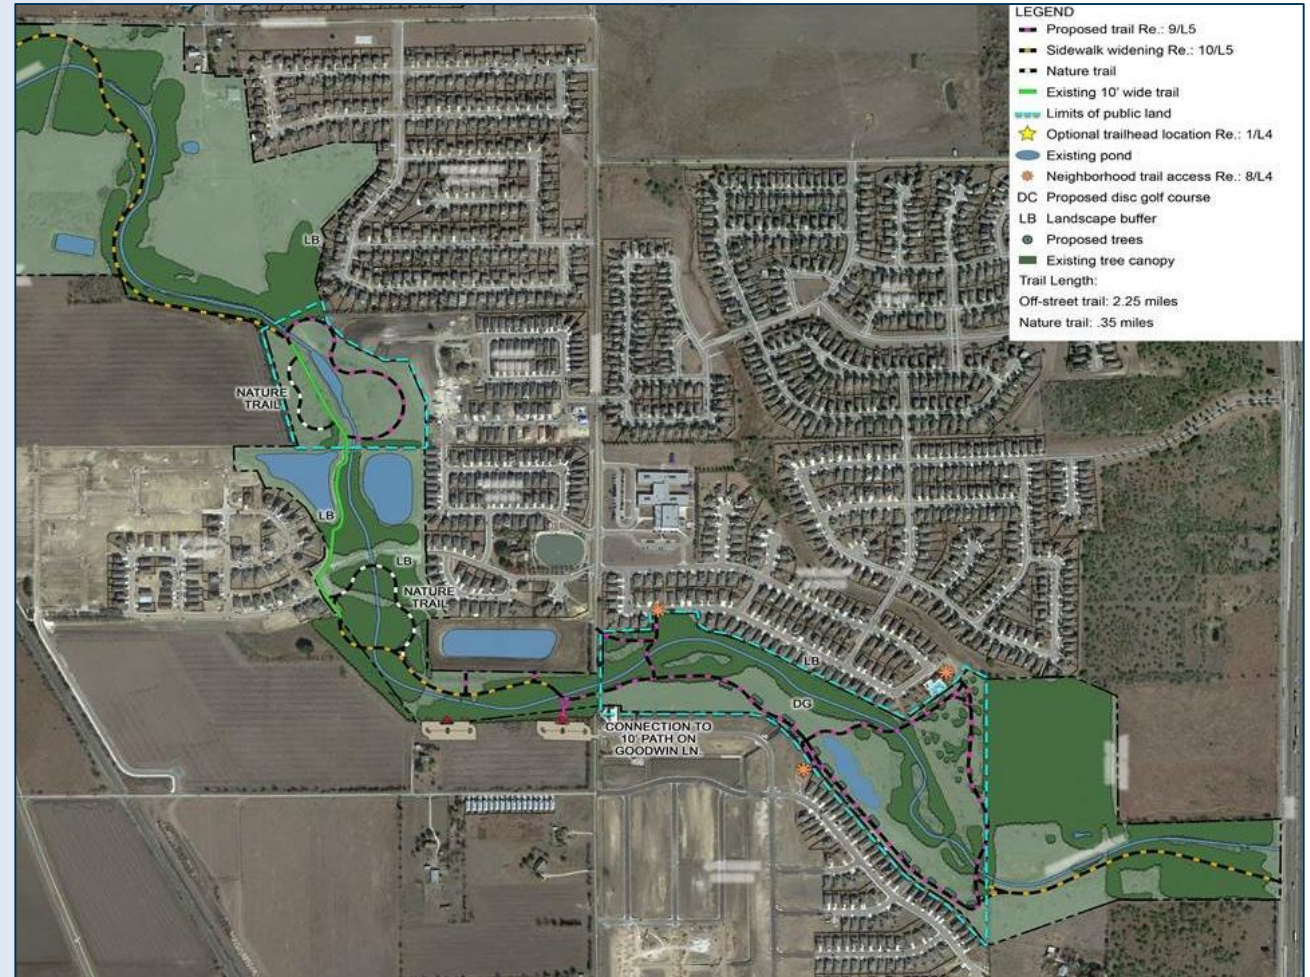 LEGEND
Proposed trail Re.: 9/L5
Sidewalk widening Re.: 10/L5
Nature trail
Existing 10' wide trail
Limits of public land
Optional trailhead location Re.: 1/L4
Existing pond
Neighborhood trail access Re.: 8/L4
DC Proposed disc golf course
LB Landscape buffer
Proposed trees
Existing tree canopy
Trail Length:
Off-street trail: 2.25 miles
Nature trail: .35 miles
LB
NATURE
TRAIL
LB
LB
NATURE
TRAIL
LB
DG
CONNECTION TO
10' PATH ON
GOODWIN LN.